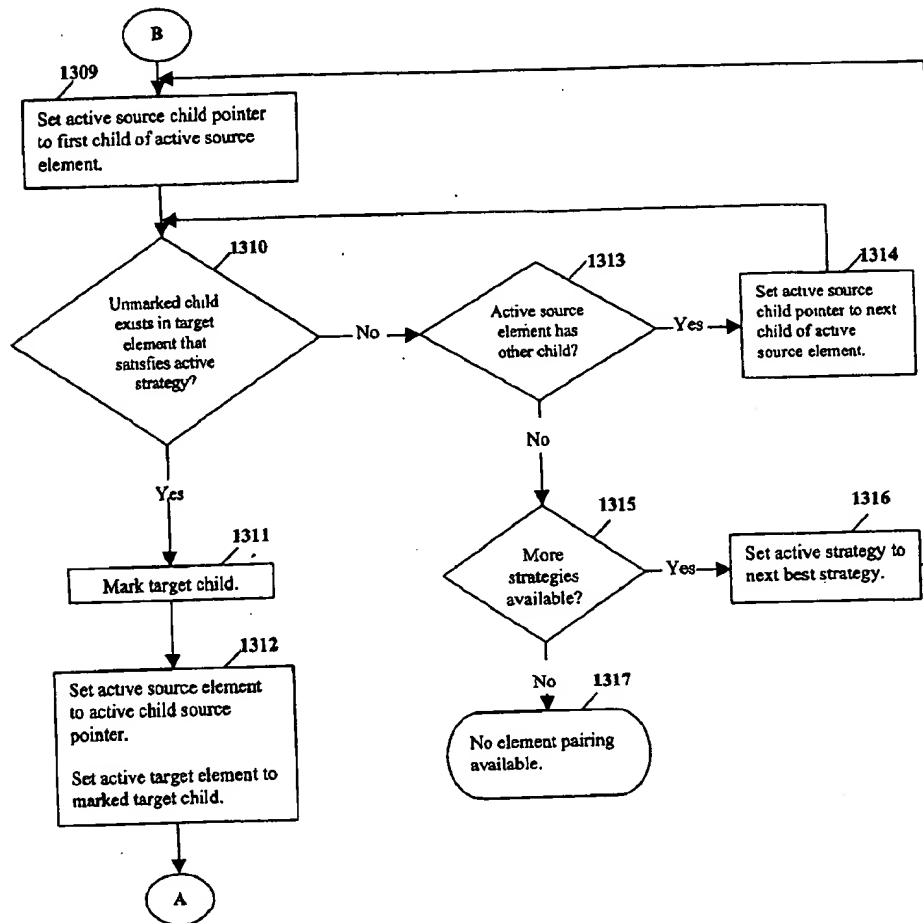 B
1309
Set active source child pointer
to first child of active source
element.
1310
Unmarked child
exists in target
element that
satisfies active
strategy?
No
1313
Active source
element has
other child?
Yes
1314
Set active source
child pointer to next
child of active
source element.
Yes
No
1311
Mark target child.
1315
More
strategies
available?
Yes
1316
Set active strategy to
next best strategy.
1312
Set active source element
to active child source
pointer.
Set active target element to
marked target child.
No
1317
No element pairing
available.
A